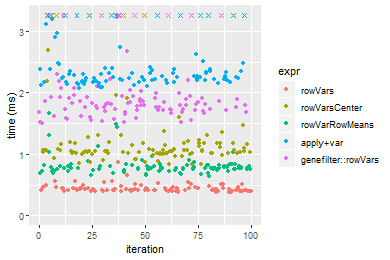 time (ms)
3
2
1
0
0
25
50
75
100
iteration
expr
rowVars
rowVarsCenter
rowVarRowMeans
apply+var
genefilter::rowVars